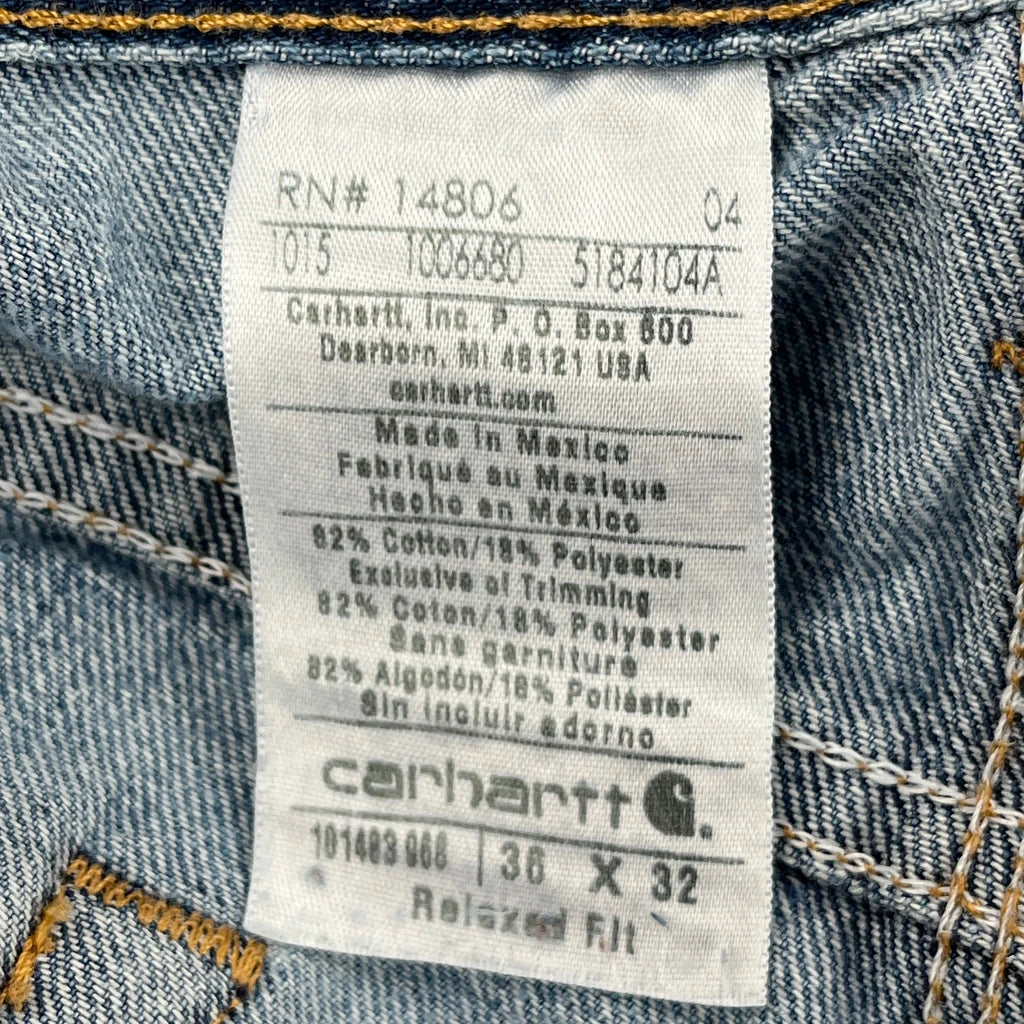 RN# 14806 04
1015 1006680 5184104A
Carhartt, Inc. P. O. Box 600
Dearborn, MI 48121 USA
carhartt.com
Made in Mexico
Fabriqué au Mexique
Hecho en México
82% Cotton/18% Polyester
Exclusive of Trimming
82% Coton/18% Polyester
Sans garniture
82% Algodón/18% Poliéster
Sin incluir adorno
carhartt
36 X 32
Relaxed Fit